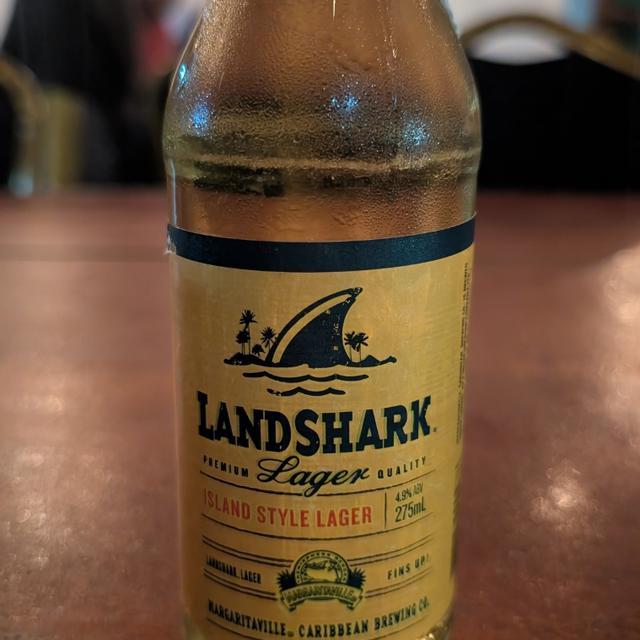 LANDSHARK
PREMIUM Lager QUALITY
ISLAND STYLE LAGER
4.9% ABV
275mL
LANDSHARK LAGER
FINS UP!
MARGARITAVILLE
MARGARITAVILLE® CARIBBEAN BREWING CO.